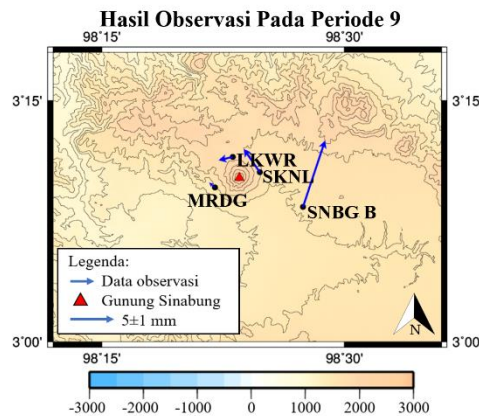 Hasil Observasi Pada Periode 9
98°15' 98°30'
3°15' 3°15'
LKWR
SKNL
MRDG
SNBG B
Legenda:
Data observasi
Gunung Sinabung
5±1 mm
N
3°00' 3°00'
98°15' 98°30'
-3000 -2000 -1000 0 1000 2000 3000